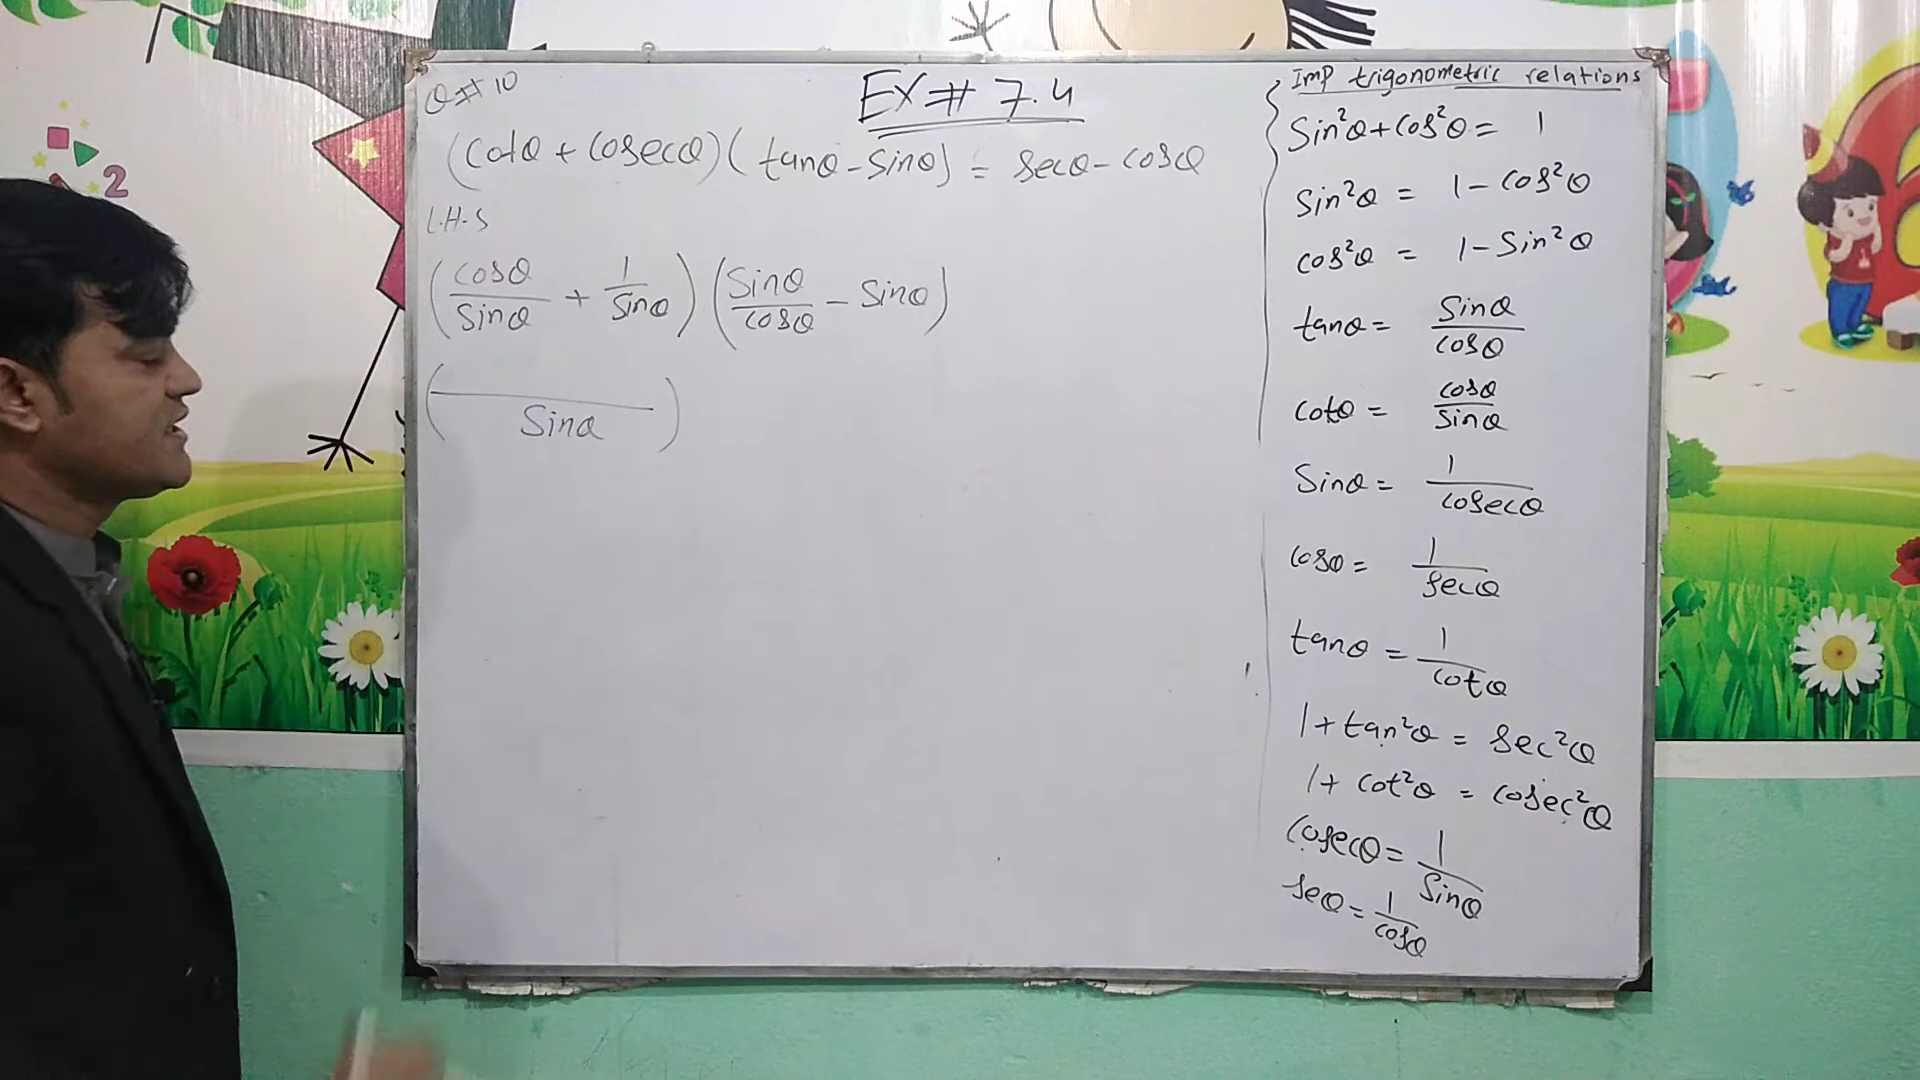 Q#10
EX# 7.4
(Cotθ + Cosecθ)(tanθ - Sinθ) = Secθ - Cosθ
L.H.S
(Cosθ/Sinθ + 1/Sinθ)(Sinθ/Cosθ - Sinθ)
( /Sinθ)
Imp trigonometric relations
Sin²θ + Cos²θ = 1
Sin²θ = 1 - Cos²θ
Cos²θ = 1 - Sin²θ
tanθ = Sinθ/Cosθ
Cotθ = Cosθ/Sinθ
Sinθ = 1/Cosecθ
Cosθ = 1/Secθ
tanθ = 1/Cotθ
1 + tan²θ = Sec²θ
1 + Cot²θ = Cosec²θ
Cosecθ = 1/Sinθ
Seθ = 1/Cosθ
2